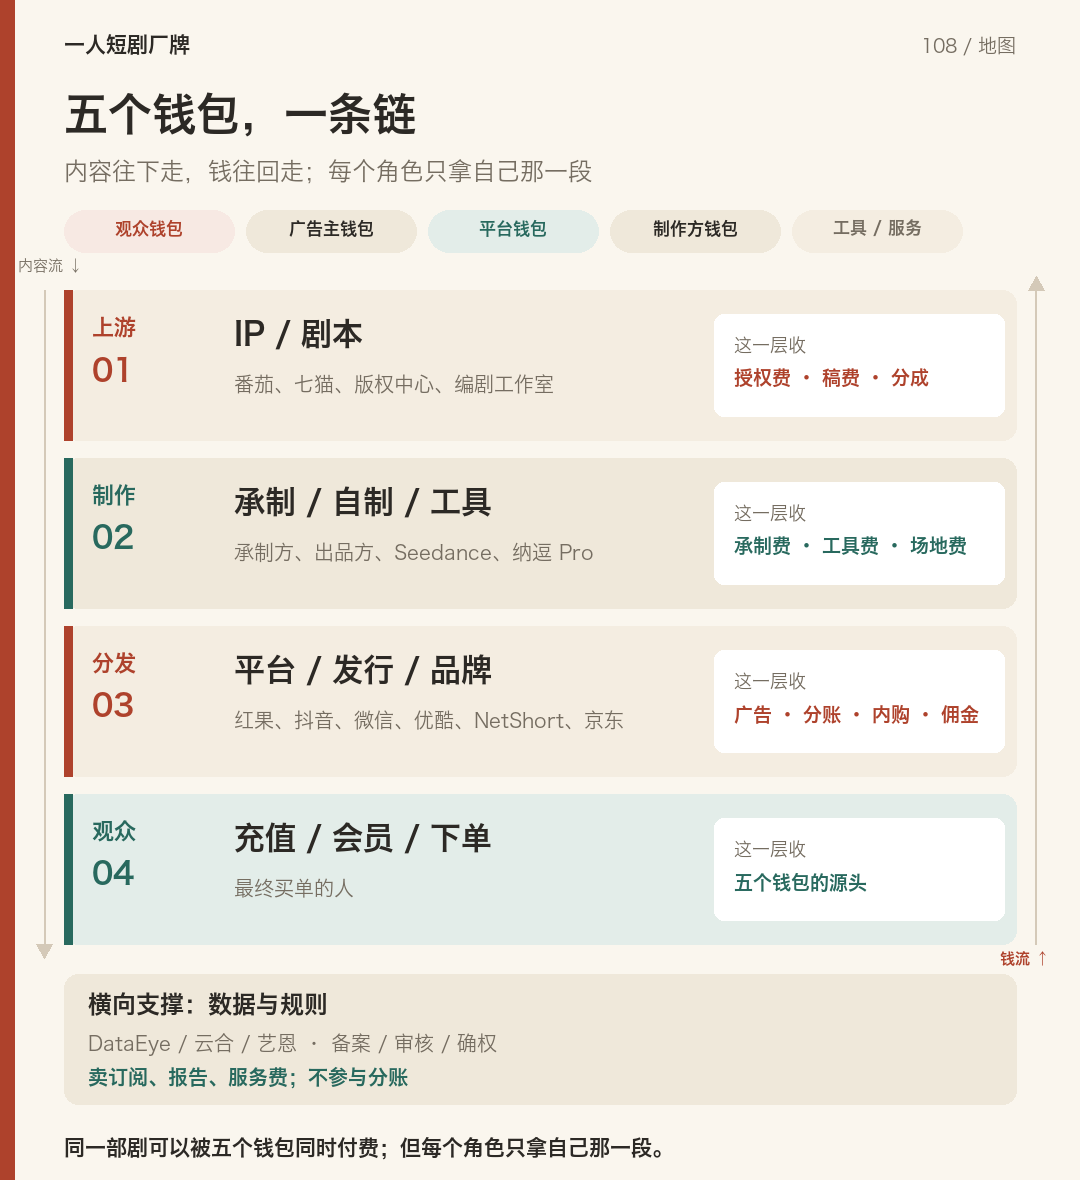 一人短剧厂牌
108 / 地图
五个钱包，一条链
内容往下走，钱往回走；每个角色只拿自己那一段
观众钱包
广告主钱包
平台钱包
制作方钱包
工具 / 服务
内容流 ↓
上游
01
IP / 剧本
番茄、七猫、版权中心、编剧工作室
这一层收
授权费 · 稿费 · 分成
制作
02
承制 / 自制 / 工具
承制方、出品方、Seedance、纳逗 Pro
这一层收
承制费 · 工具费 · 场地费
分发
03
平台 / 发行 / 品牌
红果、抖音、微信、优酷、NetShort、京东
这一层收
广告 · 分账 · 内购 · 佣金
观众
04
充值 / 会员 / 下单
最终买单的人
这一层收
五个钱包的源头
钱流 ↑
横向支撑：数据与规则
DataEye / 云合 / 艺恩 · 备案 / 审核 / 确权
卖订阅、报告、服务费；不参与分账
同一部剧可以被五个钱包同时付费；但每个角色只拿自己那一段。